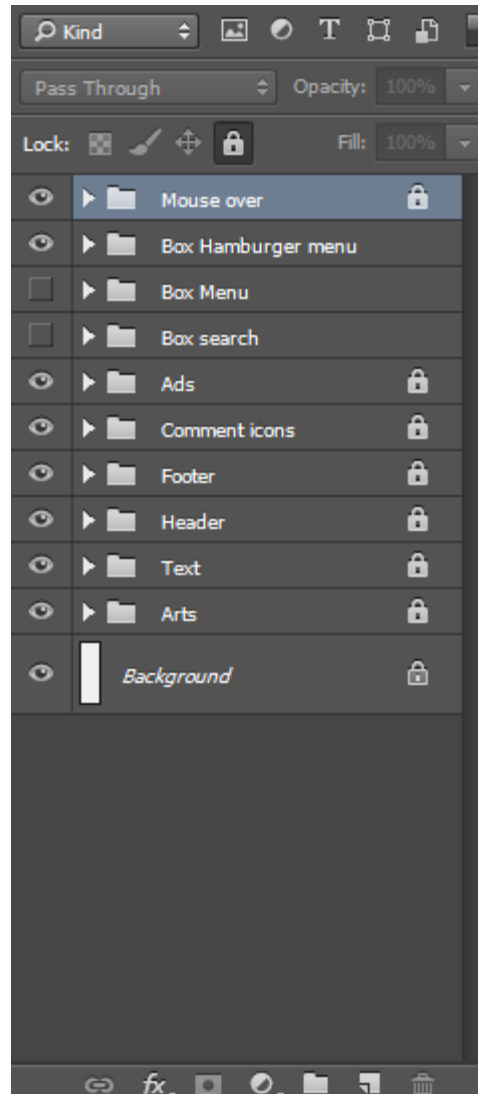 Kind T
Pass Through Opacity: 100%
Lock: Fill: 100%
Mouse over
Box Hamburger menu
Box Menu
Box search
Ads
Comment icons
Footer
Header
Text
Arts
Background
fx